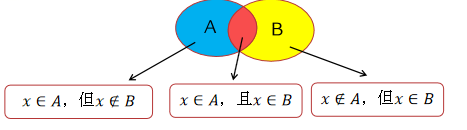 A
B
x ∈ A，但x ∉ B
x ∈ A，且x ∈ B
x ∉ A，但x ∈ B